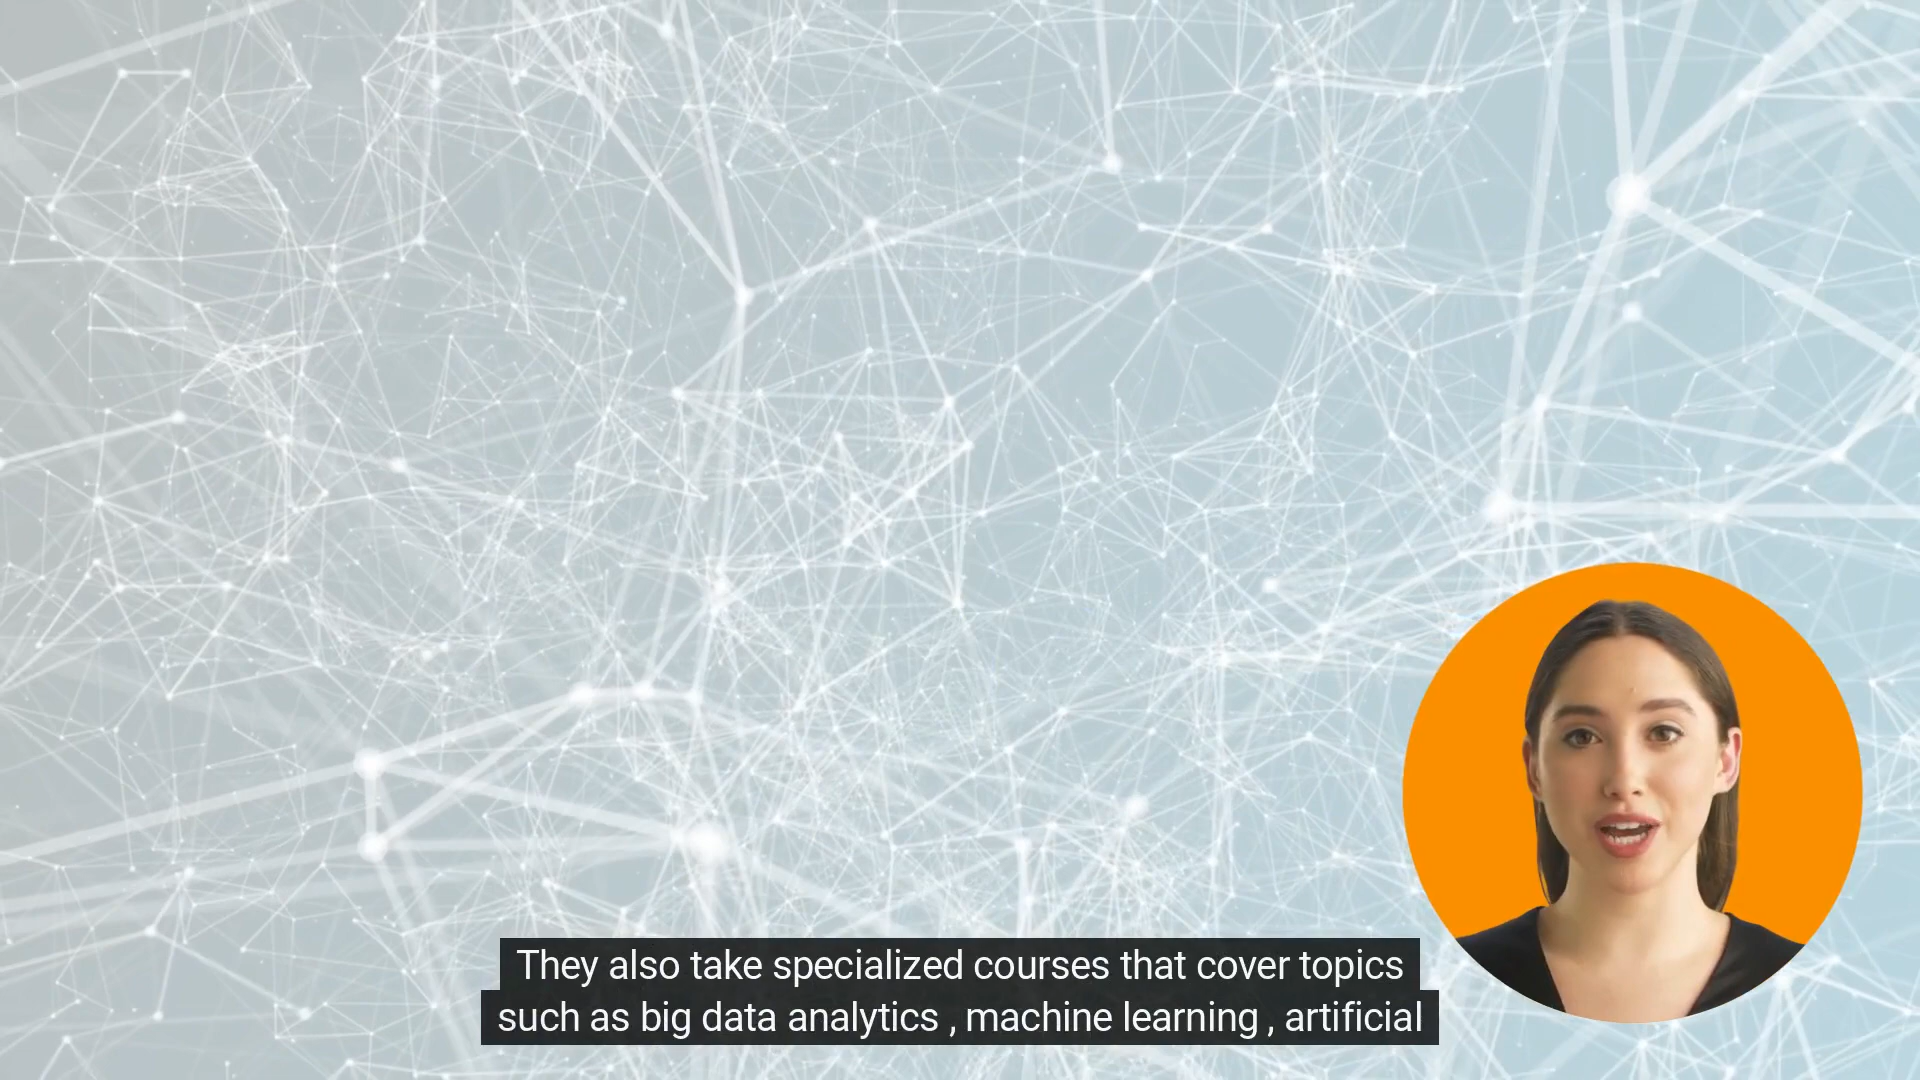 They also take specialized courses that cover topics
such as big data analytics , machine learning , artificial